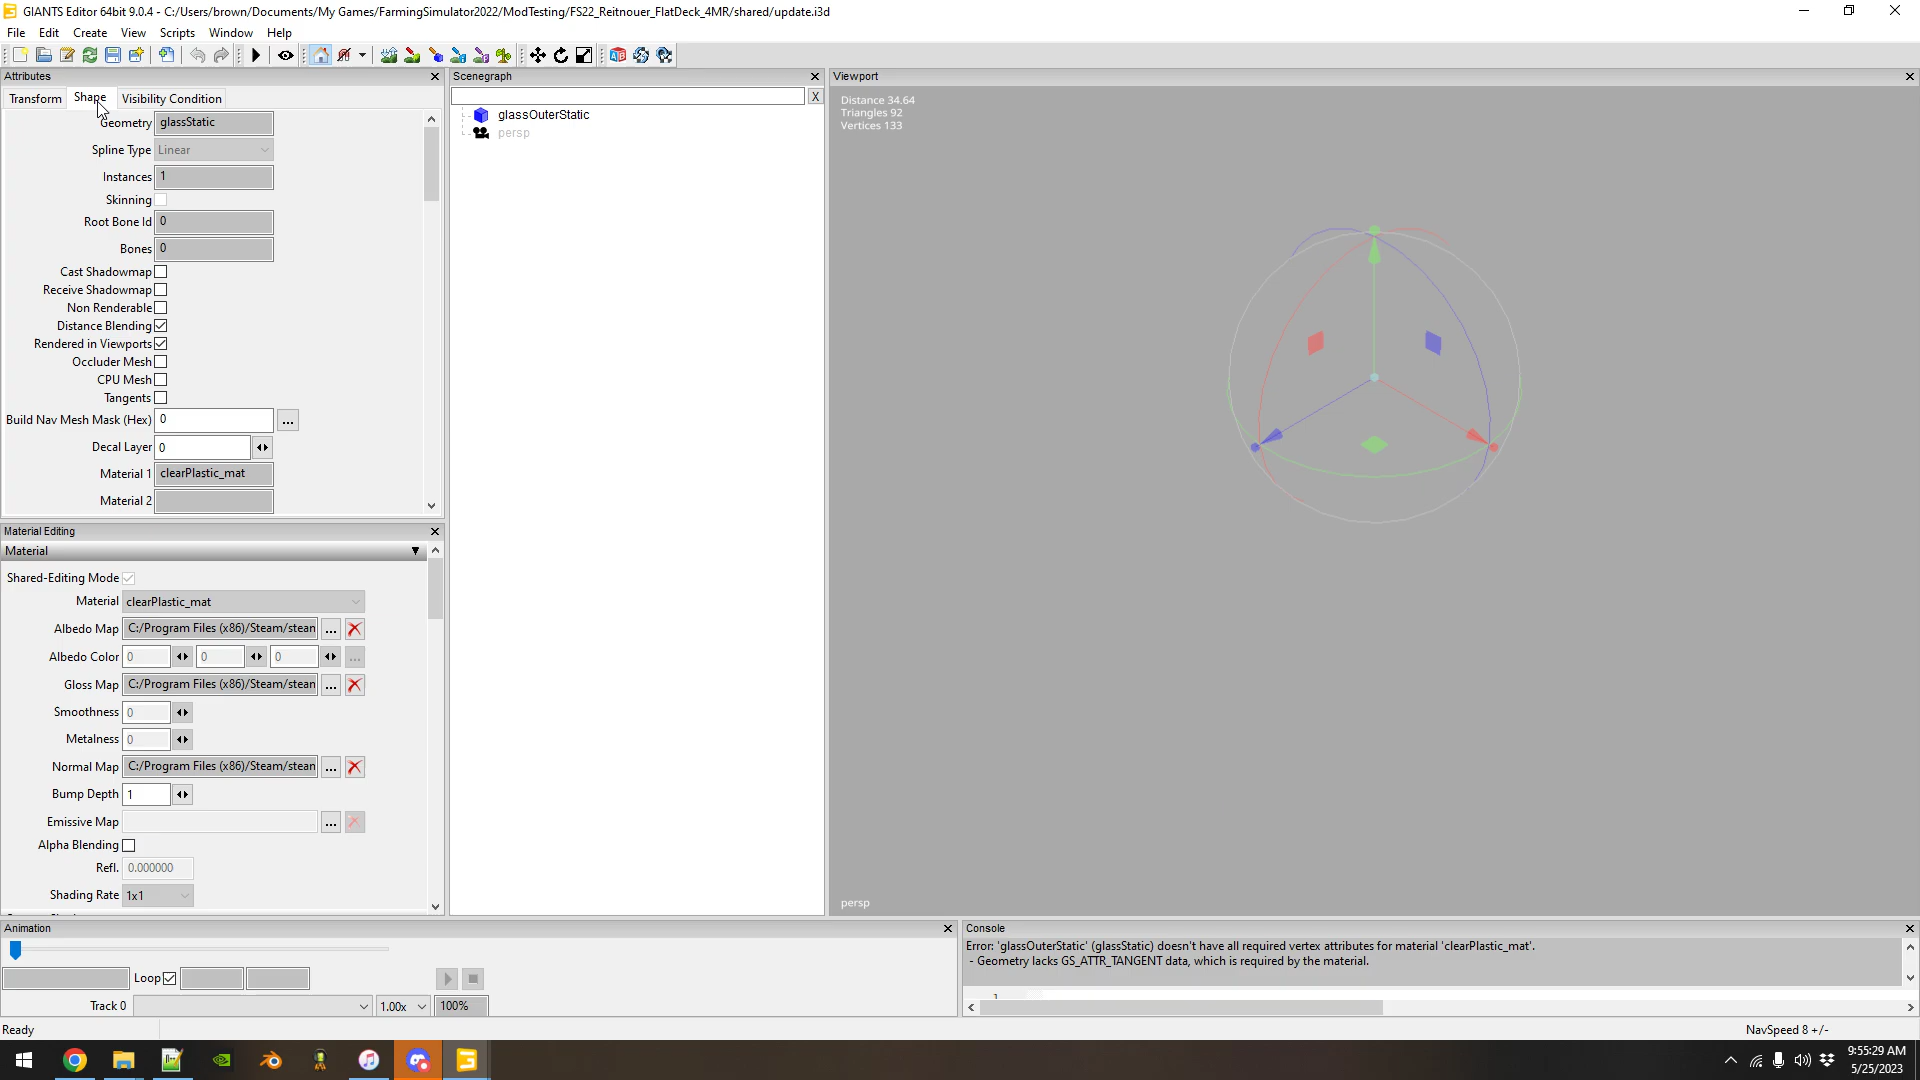 GIANTS Editor 64bit 9.0.4 - C:/Users/brown/Documents/My Games/FarmingSimulator2022/ModTesting/FS22_Reitnouer_FlatDeck_4MR/shared/update.i3d
File Edit Create View Scripts Window Help
Attributes
Transform Shape Visibility Condition
Geometry glassStatic
Spline Type Linear
Instances 1
Skinning
Root Bone Id 0
Bones 0
Cast Shadowmap
Receive Shadowmap
Non Renderable
Distance Blending
Rendered in Viewports
Occluder Mesh
CPU Mesh
Tangents
Build Nav Mesh Mask (Hex) 0 ...
Decal Layer 0
Material 1 clearPlastic_mat
Material 2
Material Editing
Material
Shared-Editing Mode
Material clearPlastic_mat
Albedo Map C:/Program Files (x86)/Steam/stean ...
Albedo Color 0 0 0 ...
Gloss Map C:/Program Files (x86)/Steam/stean ...
Smoothness 0
Metalness 0
Normal Map C:/Program Files (x86)/Steam/stean ...
Bump Depth 1
Emissive Map ...
Alpha Blending
Refl. 0.000000
Shading Rate 1x1
Scenegraph
X
glassOuterStatic
persp
Viewport
Distance 34.64
Triangles 92
Vertices 133
persp
Animation
Loop
Track 0 1.00x 100%
Console
Error: 'glassOuterStatic' (glassStatic) doesn't have all required vertex attributes for material 'clearPlastic_mat'.
- Geometry lacks GS_ATTR_TANGENT data, which is required by the material.
1
Ready
NavSpeed 8 +/-
9:55:29 AM
5/25/2023